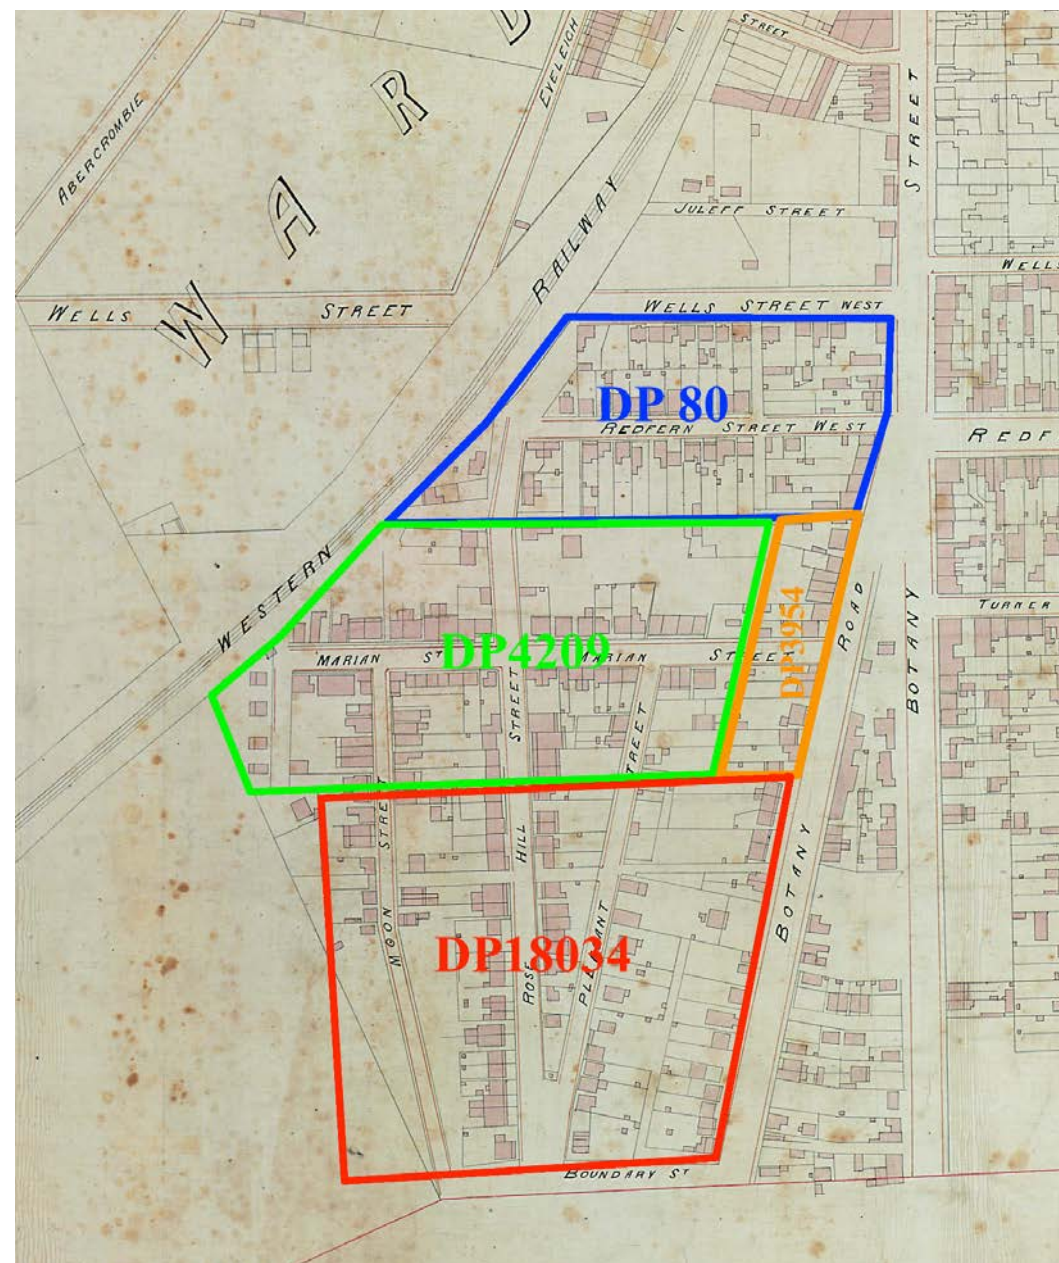 D
STREET
EVELEIGH
R
ABERCROMBIE
STREET
A
RAILWAY
JULEFF STREET
WELLS
WELLS STREET
W
WELLS STREET WEST
DP 80
REDFERN STREET WEST
REDF
WESTERN
ROAD
BOTANY
TURNER
DP3954
MARIAN ST
DP4209
MARIAN STREET
STREET
STREET
MOON STREET
HILL
BOTANY
ROSE
PLEASANT
DP18034
BOUNDARY ST